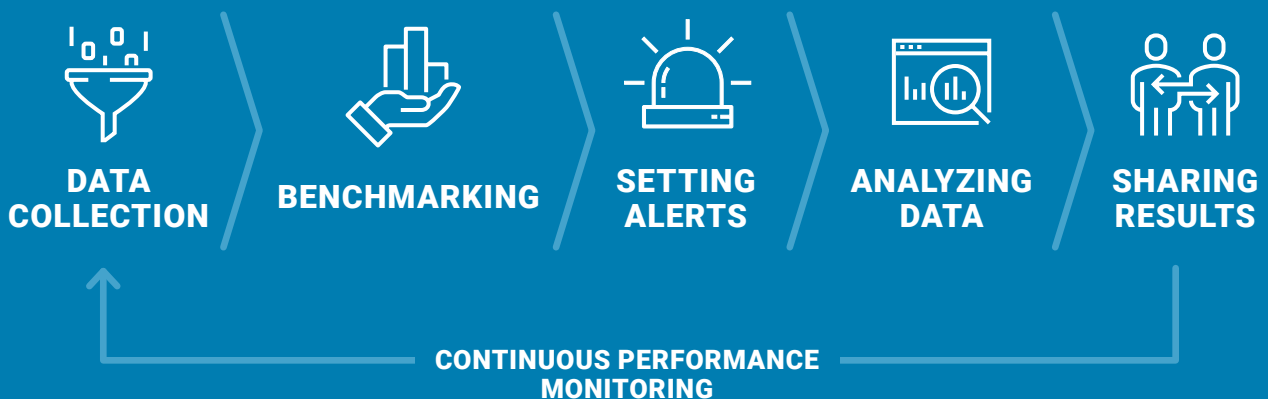 DATA
COLLECTION
BENCHMARKING
SETTING
ALERTS
ANALYZING
DATA
SHARING
RESULTS
CONTINUOUS PERFORMANCE
MONITORING